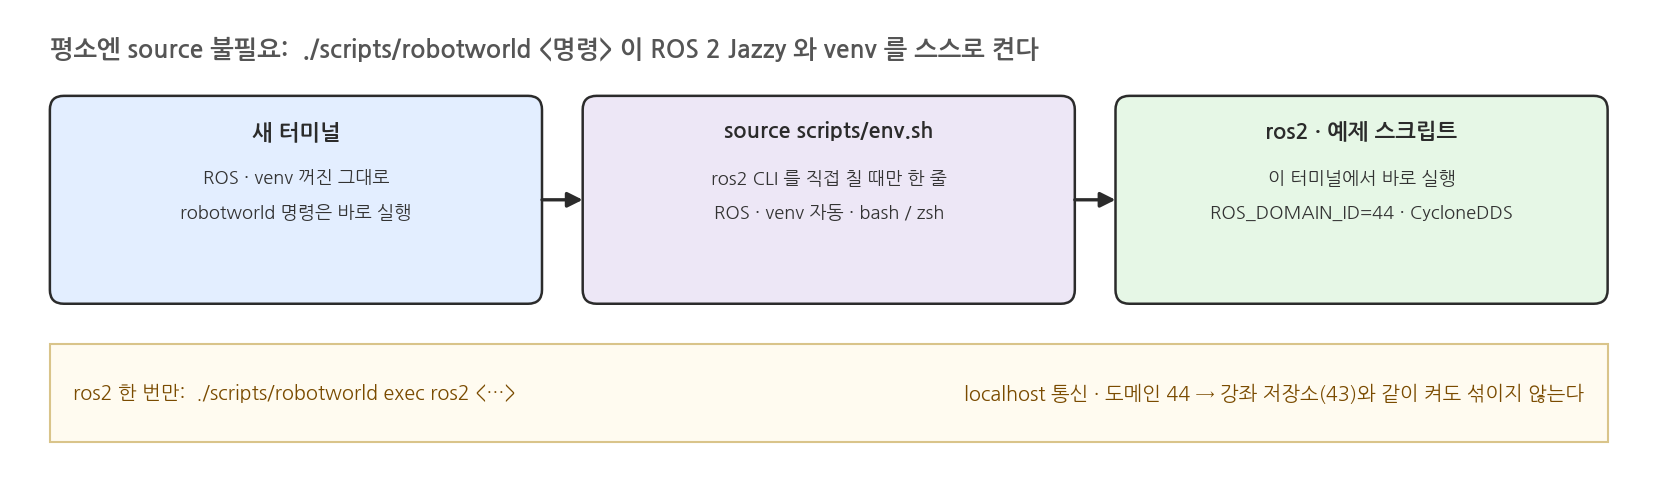 평소엔 source 불필요:  ./scripts/robotworld <명령> 이 ROS 2 Jazzy 와 venv 를 스스로 켠다
새 터미널
ROS · venv 꺼진 그대로
robotworld 명령은 바로 실행
source scripts/env.sh
ros2 CLI 를 직접 칠 때만 한 줄
ROS · venv 자동 · bash / zsh
ros2 · 예제 스크립트
이 터미널에서 바로 실행
ROS_DOMAIN_ID=44 · CycloneDDS
ros2 한 번만:  ./scripts/robotworld exec ros2 <…>
localhost 통신 · 도메인 44 → 강좌 저장소(43)와 같이 켜도 섞이지 않는다